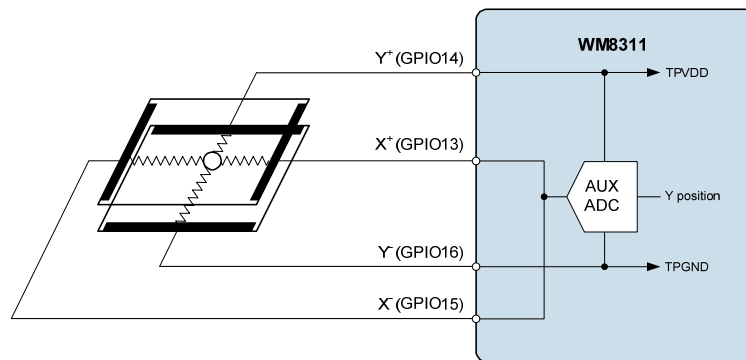 WM8311
Y+ (GPIO14)
TPVDD
X+ (GPIO13)
AUX
ADC
Y position
Y- (GPIO16)
TPGND
X- (GPIO15)